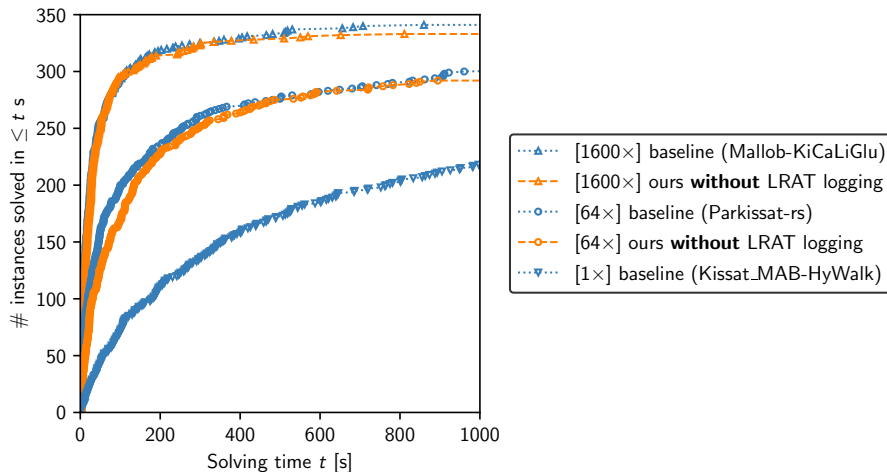 350
300
250
200
150
100
50
0
# instances solved in ≤ t s
0 200 400 600 800 1000
Solving time t [s]
[1600×] baseline (Mallob-KiCaLiGlu)
[1600×] ours without LRAT logging
[64×] baseline (Parkissat-rs)
[64×] ours without LRAT logging
[1×] baseline (Kissat_MAB-HyWalk)